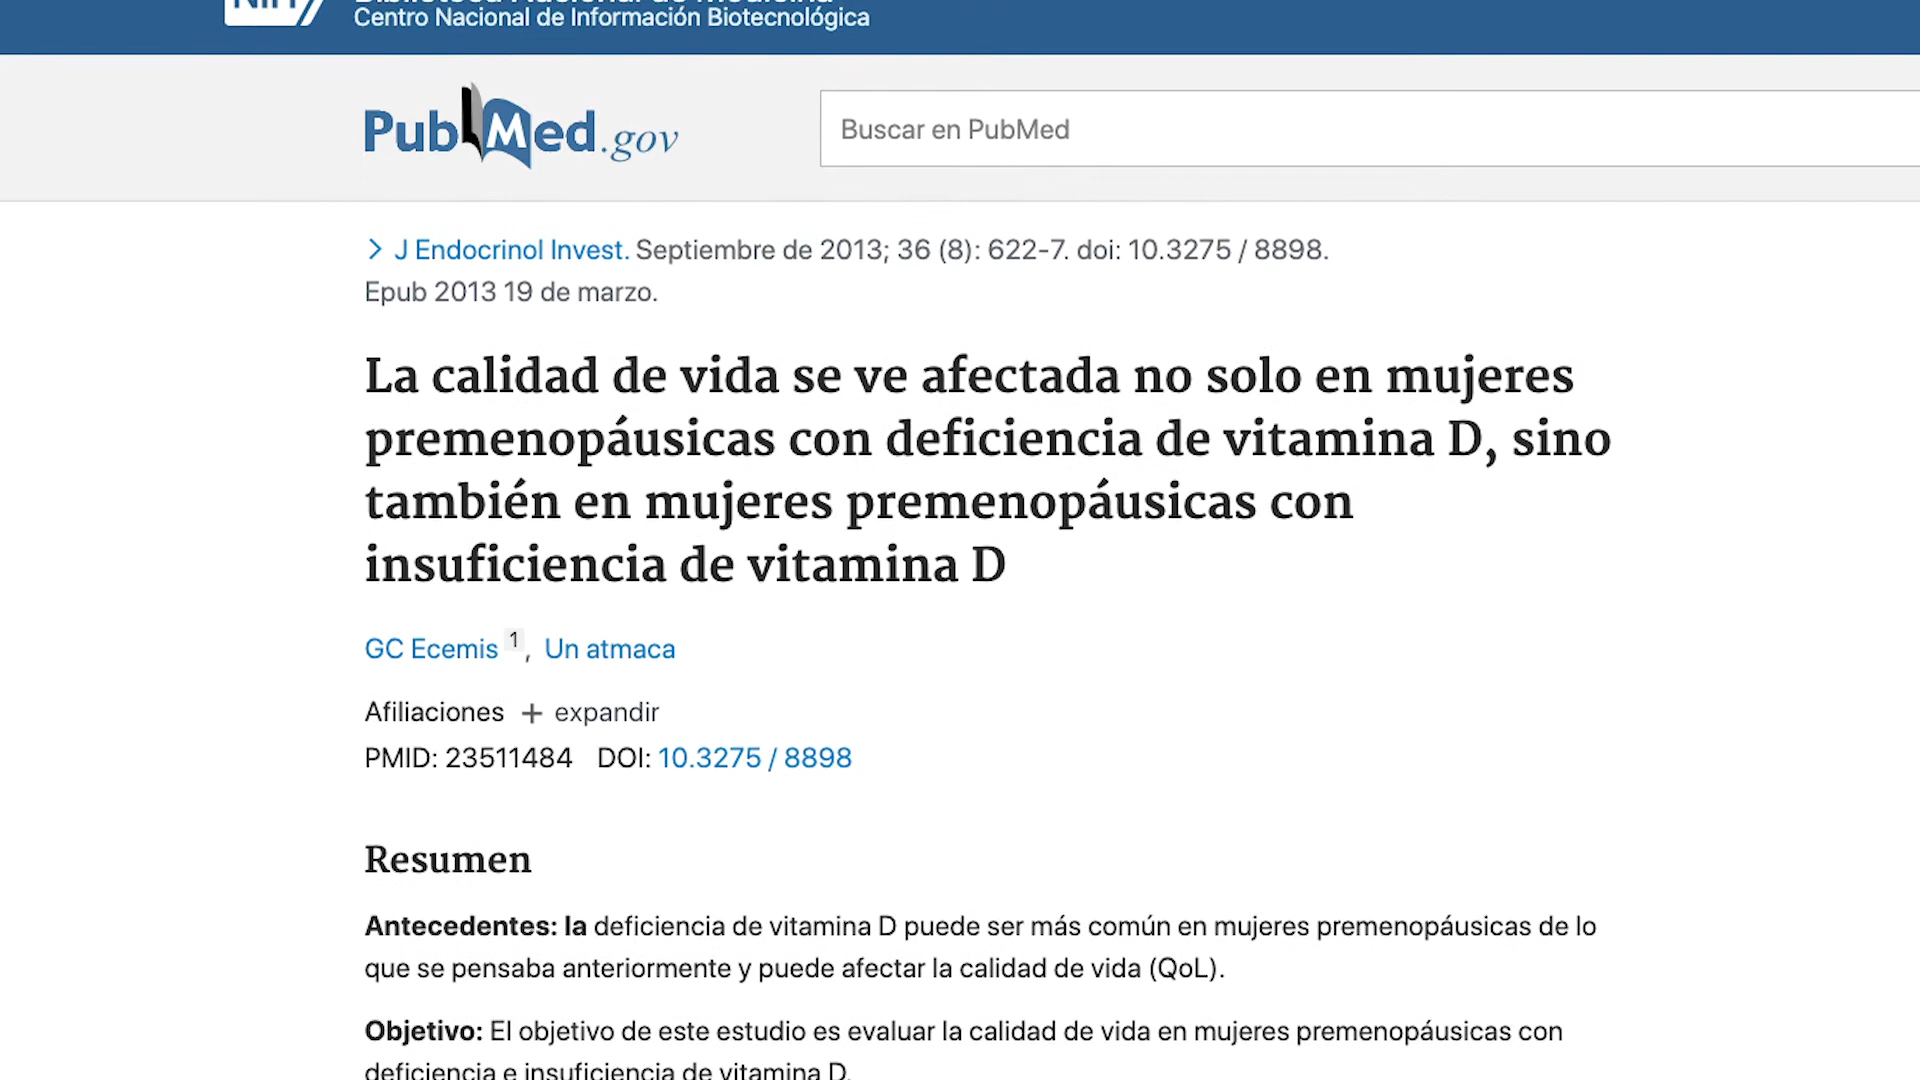 Centro Nacional de Información Biotecnológica
PubMed.gov
Buscar en PubMed
J Endocrinol Invest. Septiembre de 2013; 36 (8): 622-7. doi: 10.3275 / 8898.
Epub 2013 19 de marzo.
La calidad de vida se ve afectada no solo en mujeres
premenopáusicas con deficiencia de vitamina D, sino
también en mujeres premenopáusicas con
insuficiencia de vitamina D
GC Ecemis 1, Un atmaca
Afiliaciones + expandir
PMID: 23511484 DOI: 10.3275 / 8898
Resumen
Antecedentes: la deficiencia de vitamina D puede ser más común en mujeres premenopáusicas de lo
que se pensaba anteriormente y puede afectar la calidad de vida (QoL).
Objetivo: El objetivo de este estudio es evaluar la calidad de vida en mujeres premenopáusicas con
deficiencia e insuficiencia de vitamina D.